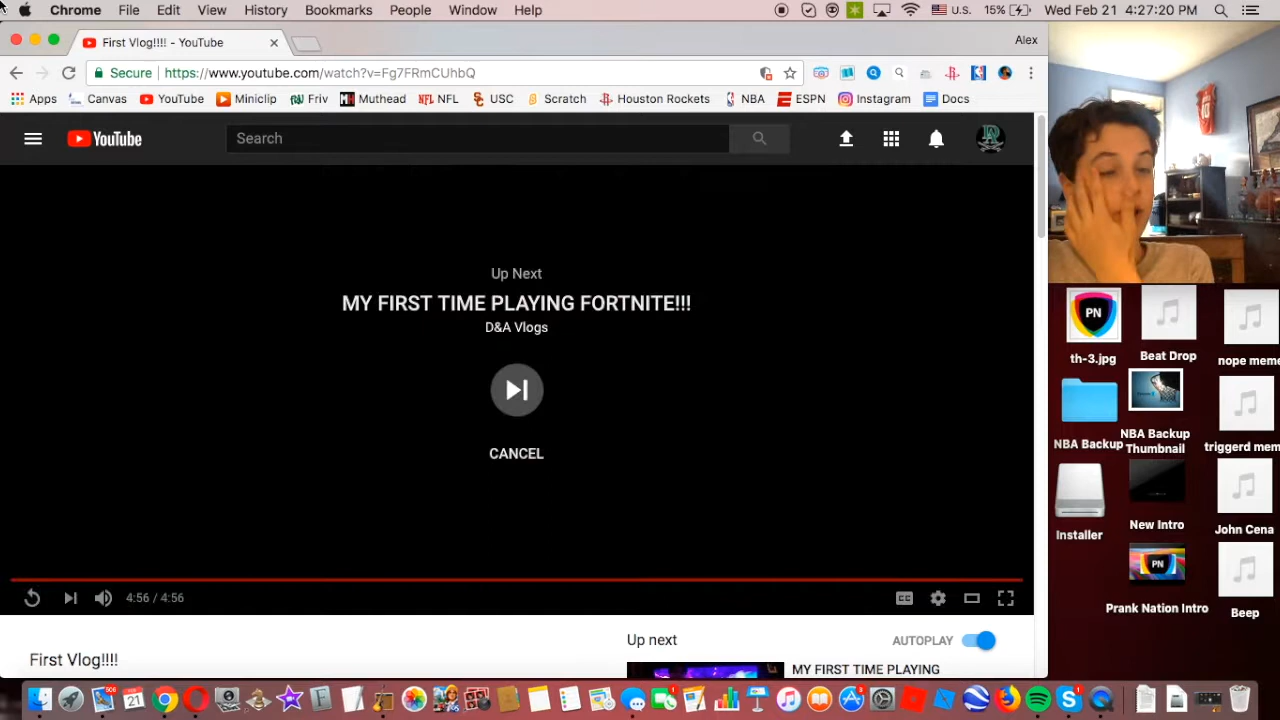 Chrome File Edit View History Bookmarks People Window Help U.S. 15% Wed Feb 21 4:27:20 PM
First Vlog!!!! - YouTube Alex
Secure https://www.youtube.com/watch?v=Fg7FRmCUhbQ
Apps Canvas YouTube Miniclip Friv Muthead NFL NFL USC Scratch Houston Rockets NBA ESPN Instagram Docs
YouTube Search
Up Next
MY FIRST TIME PLAYING FORTNITE!!!
D&A Vlogs
CANCEL
4:56 / 4:56 CC
Up next AUTOPLAY
First Vlog!!!!
MY FIRST TIME PLAYING
PN
th-3.jpg Beat Drop nope meme
NBA Backup NBA Backup Thumbnail triggerd mem
Installer New Intro John Cena
PN
Prank Nation Intro Beep